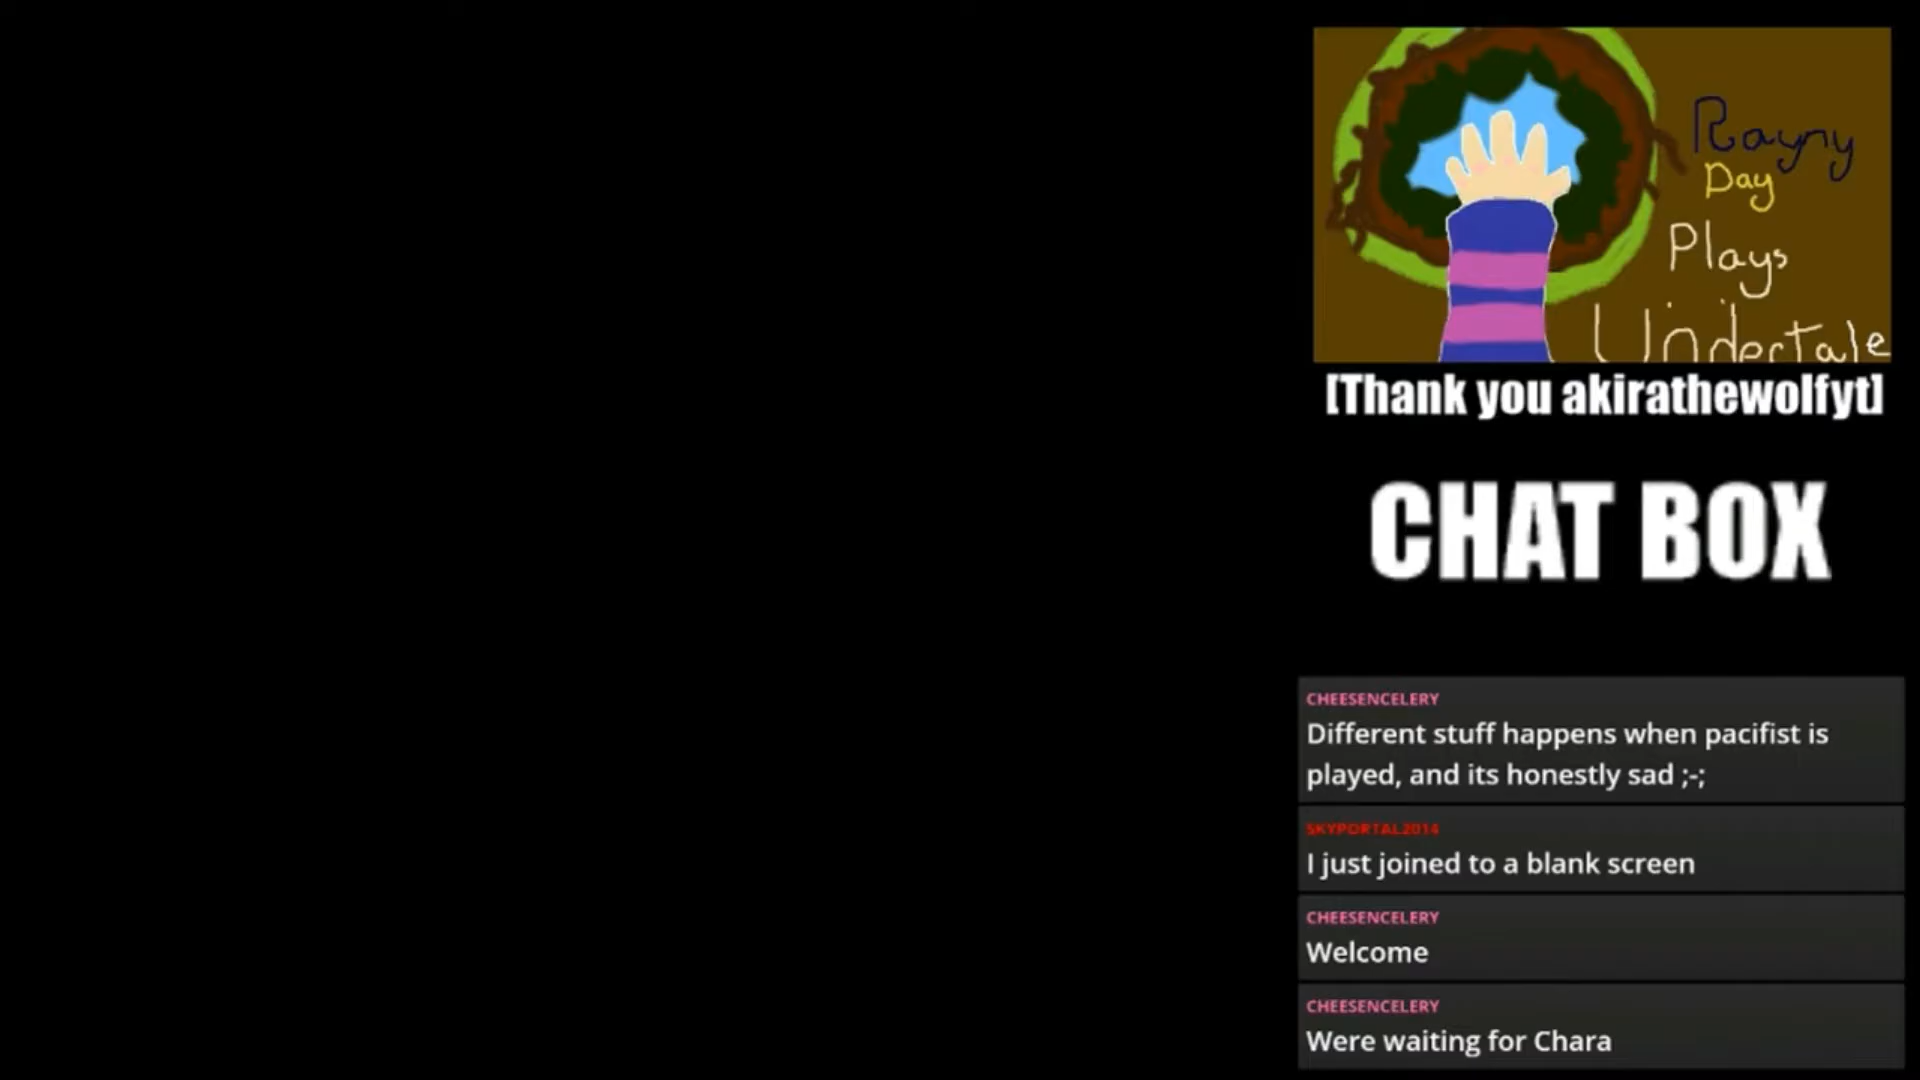 Rayny
Day
Plays
Undertale
[Thank you akirathewolfyt]
CHAT BOX
CHEESENCELERY
Different stuff happens when pacifist is
played, and its honestly sad ;-;
SKYPORTAL2014
I just joined to a blank screen
CHEESENCELERY
Welcome
CHEESENCELERY
Were waiting for Chara